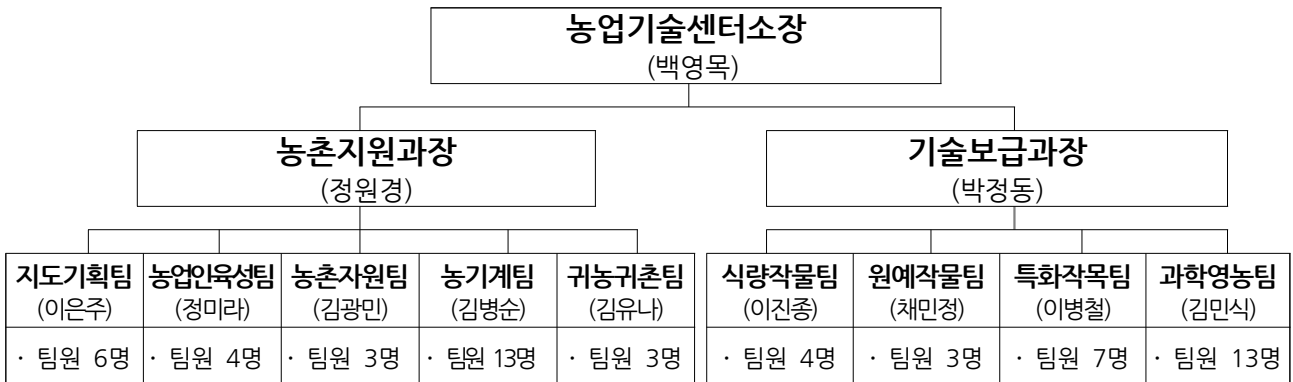 농업기술센터소장
(백영목)
농촌지원과장
(정원경)
기술보급과장
(박정동)
지도기획팀 농업인육성팀 농촌자원팀 농기계팀 귀농귀촌팀 식량작물팀 원예작물팀 특화작목팀 과학영농팀
(이은주) (정미라) (김광민) (김병순) (김유나) (이진종) (채민정) (이병철) (김민식)
· 팀원 6명 · 팀원 4명 · 팀원 3명 · 팀원 13명 · 팀원 3명 · 팀원 4명 · 팀원 3명 · 팀원 7명 · 팀원 13명